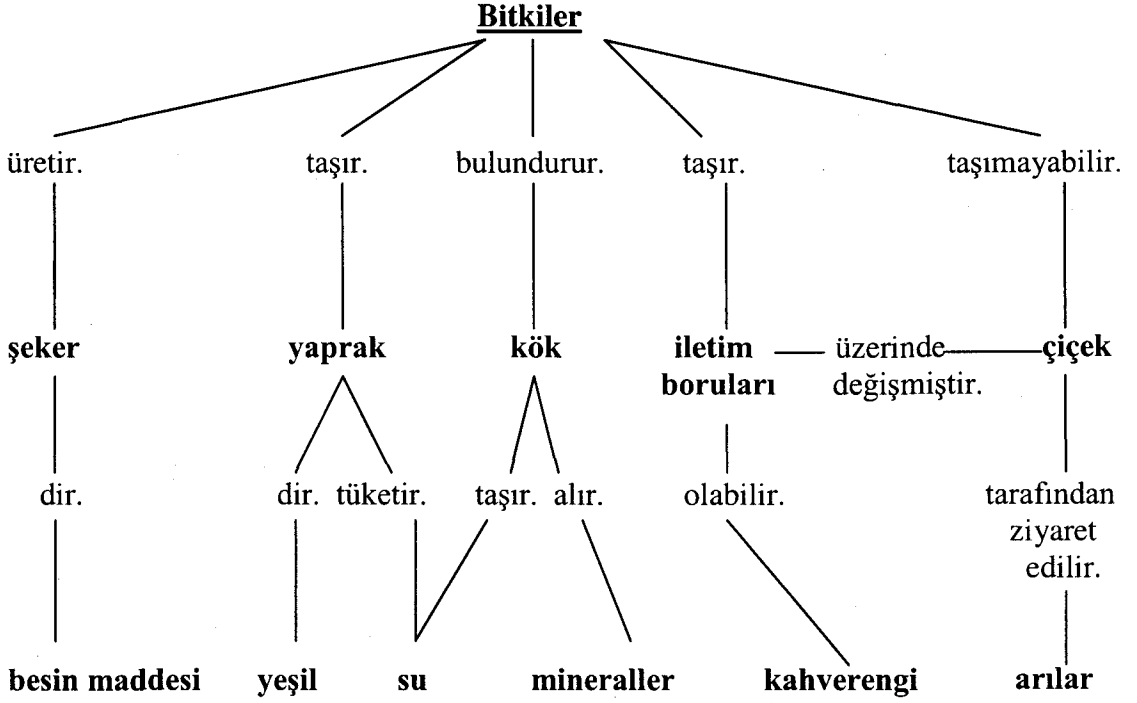 Bitkiler
üretir. taşır. bulundurur. taşır. taşımayabilir.
şeker yaprak kök iletim üzerinde çiçek
boruları değişmiştir.
dir. dir. tüketir. taşır. alır. olabilir. tarafından
ziyaret
edilir.
besin maddesi yeşil su mineraller kahverengi arılar